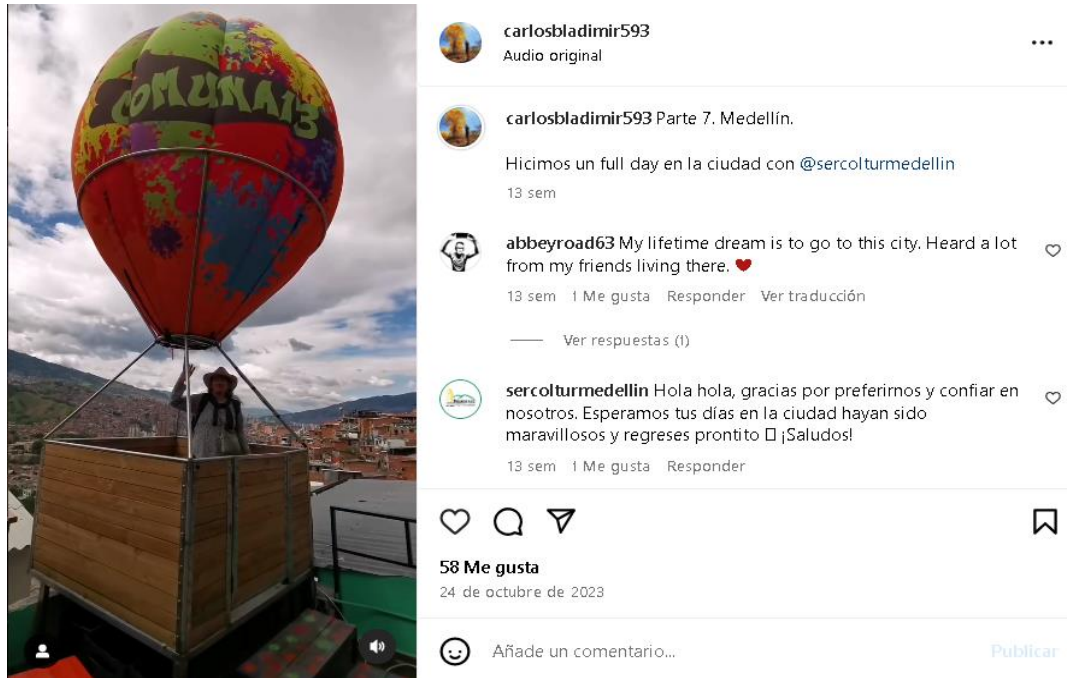 COMUNA13
carlosbladimir593
Audio original
carlosbladimir593 Parte 7. Medellín.
Hicimos un full day en la ciudad con @sercolturmedellin
13 sem
abbeyroad63 My lifetime dream is to go to this city. Heard a lot
from my friends living there. ❤
13 sem 1 Me gusta Responder Ver traducción
Ver respuestas (1)
sercolturmedellin Hola hola, gracias por preferirnos y confiar en
nosotros. Esperamos tus días en la ciudad hayan sido
maravillosos y regreses prontito □ ¡Saludos!
13 sem 1 Me gusta Responder
58 Me gusta
24 de octubre de 2023
Añade un comentario...
Publicar